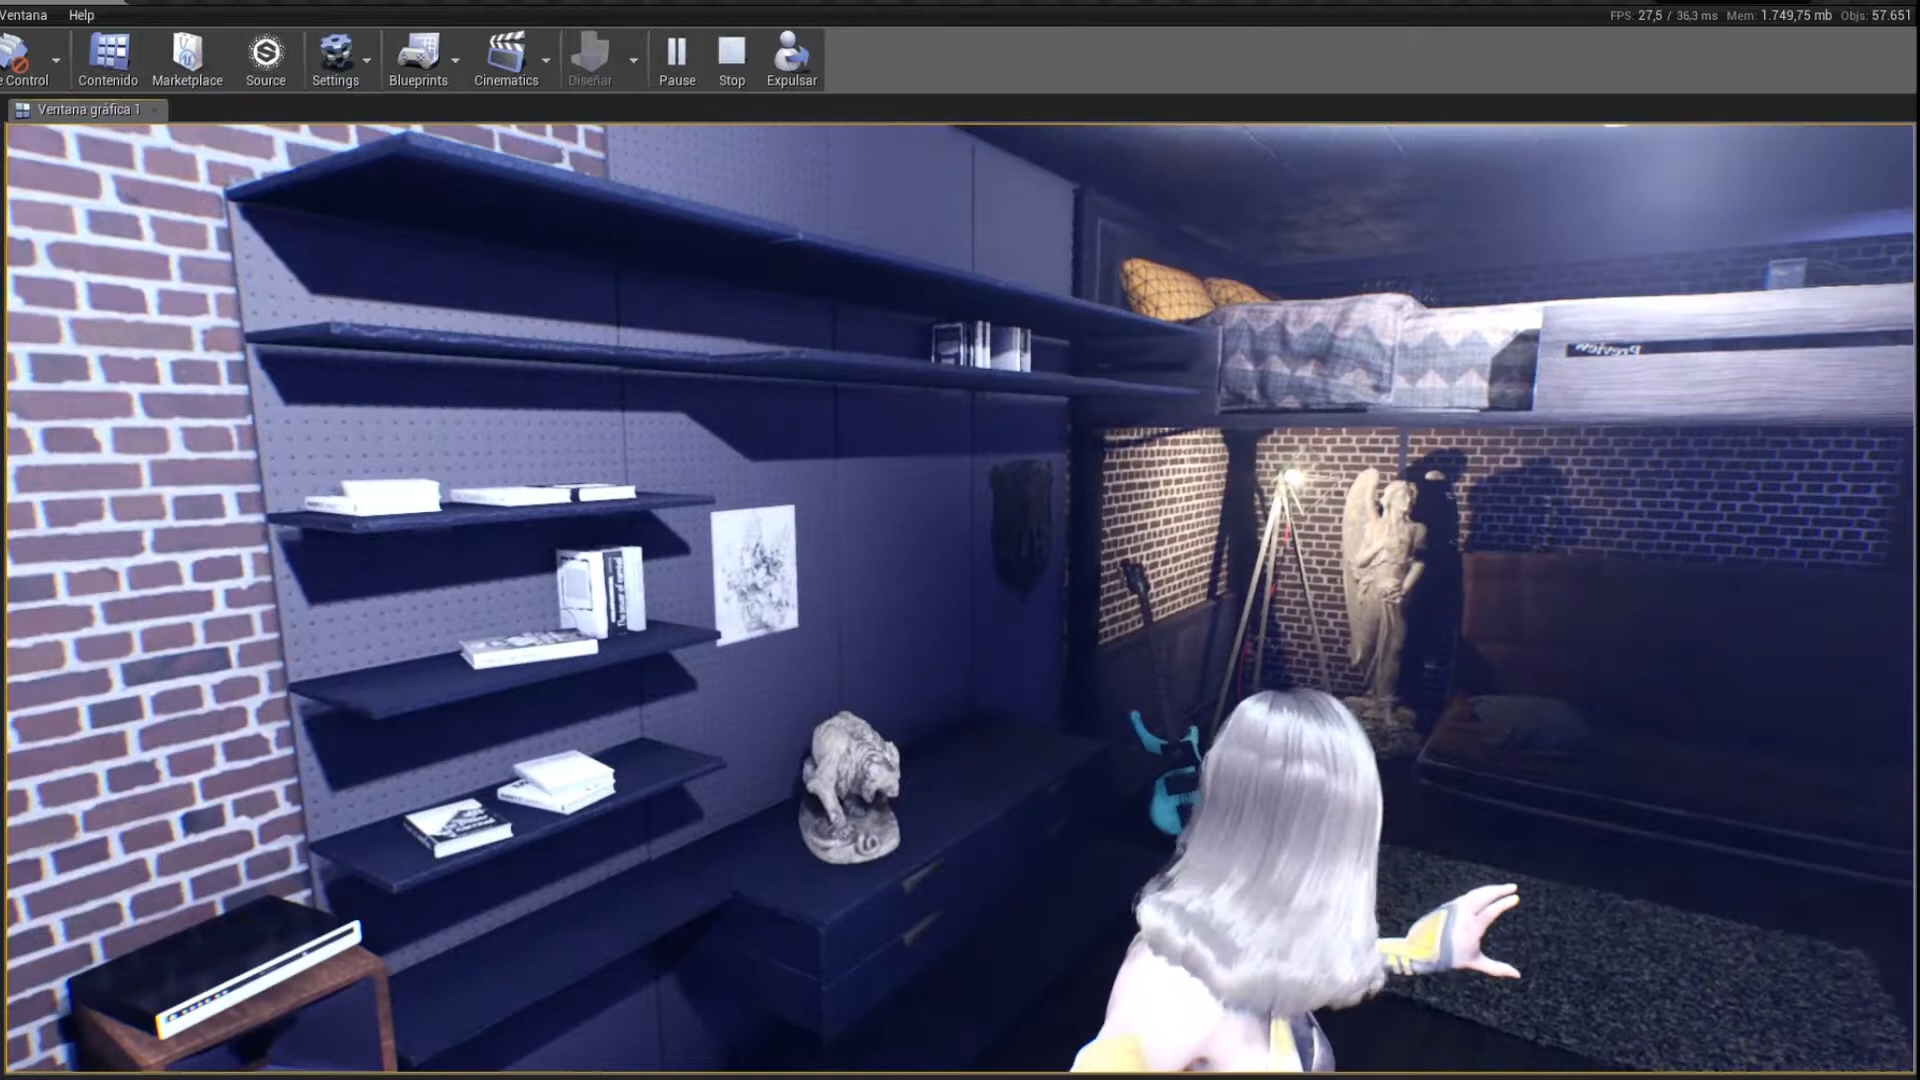 Ventana Help
FPS: 27,5 / 36,3 ms Mem: 1.749,75 mb Objs: 57.651
e Control Contenido Marketplace Source Settings Blueprints Cinematics Diseñar Pause Stop Expulsar
Ventana gráfica 1
Preview